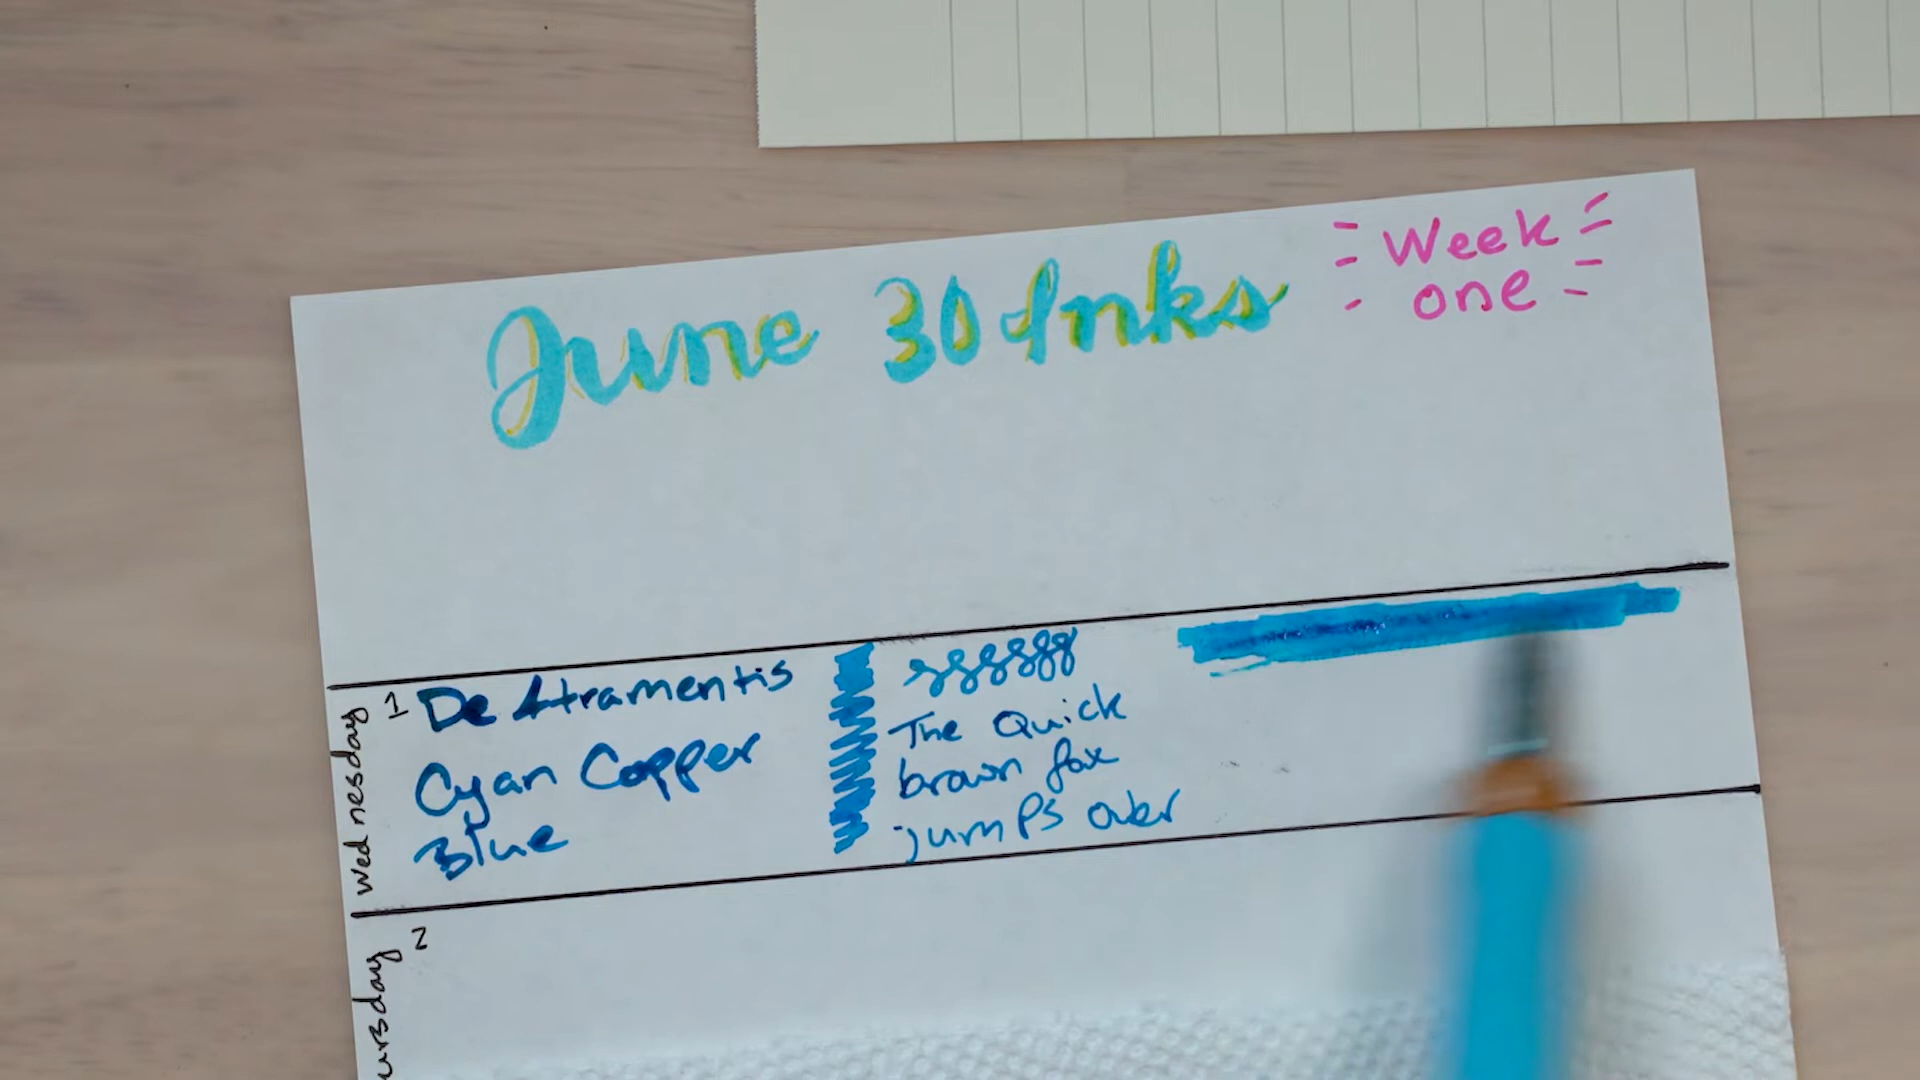 June 30 Inks
Week
one
Wednesday
1
De Atramentis
Cyan Copper
Blue
The Quick
brown fox
jumps over
2